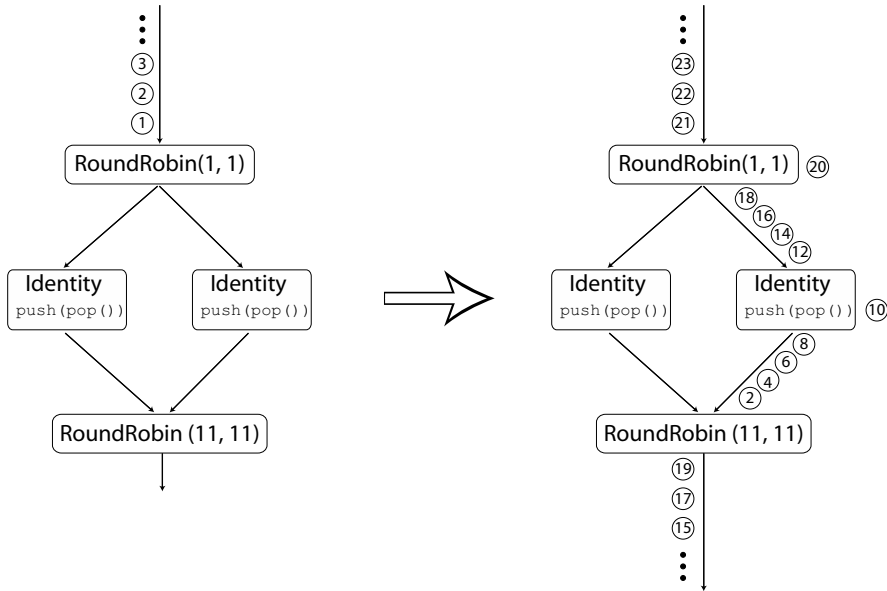 3
2
1
RoundRobin(1, 1)
Identity
push(pop())
Identity
push(pop())
RoundRobin (11, 11)
23
22
21
RoundRobin(1, 1)
20
18
16
14
12
Identity
push(pop())
Identity
push(pop())
10
8
6
4
2
RoundRobin (11, 11)
19
17
15